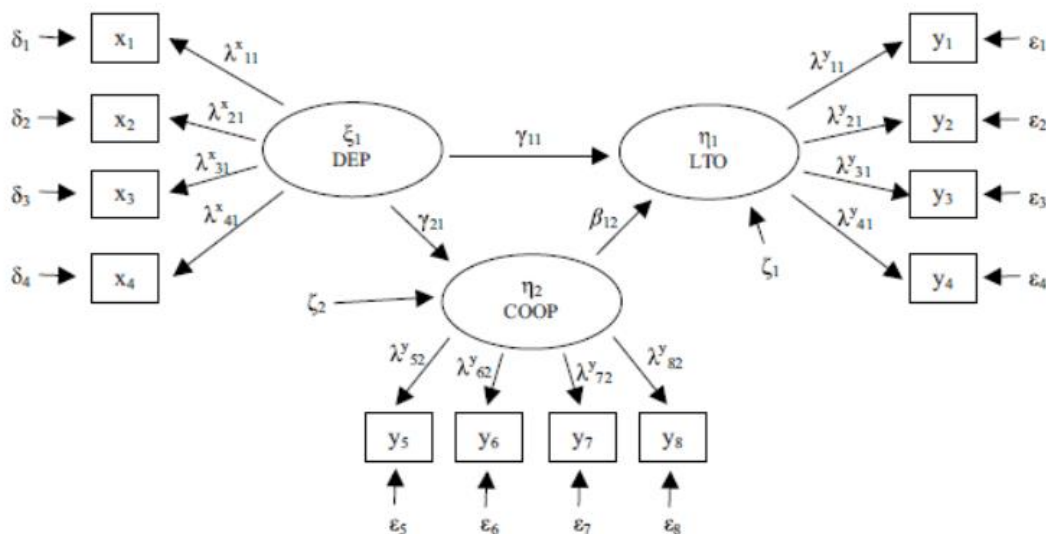 δ₁ x₁ λˣ₁₁ λʸ₁₁ y₁ ε₁
δ₂ x₂ λˣ₂₁ ξ₁ γ₁₁ η₁ λʸ₂₁ y₂ ε₂
DEP LTO
δ₃ x₃ λˣ₃₁ λʸ₃₁ y₃ ε₃
λˣ₄₁ γ₂₁ β₁₂ λʸ₄₁
δ₄ x₄ ζ₂ η₂ ζ₁ y₄ ε₄
COOP
λʸ₅₂ λʸ₆₂ λʸ₇₂ λʸ₈₂
y₅ y₆ y₇ y₈
ε₅ ε₆ ε₇ ε₈